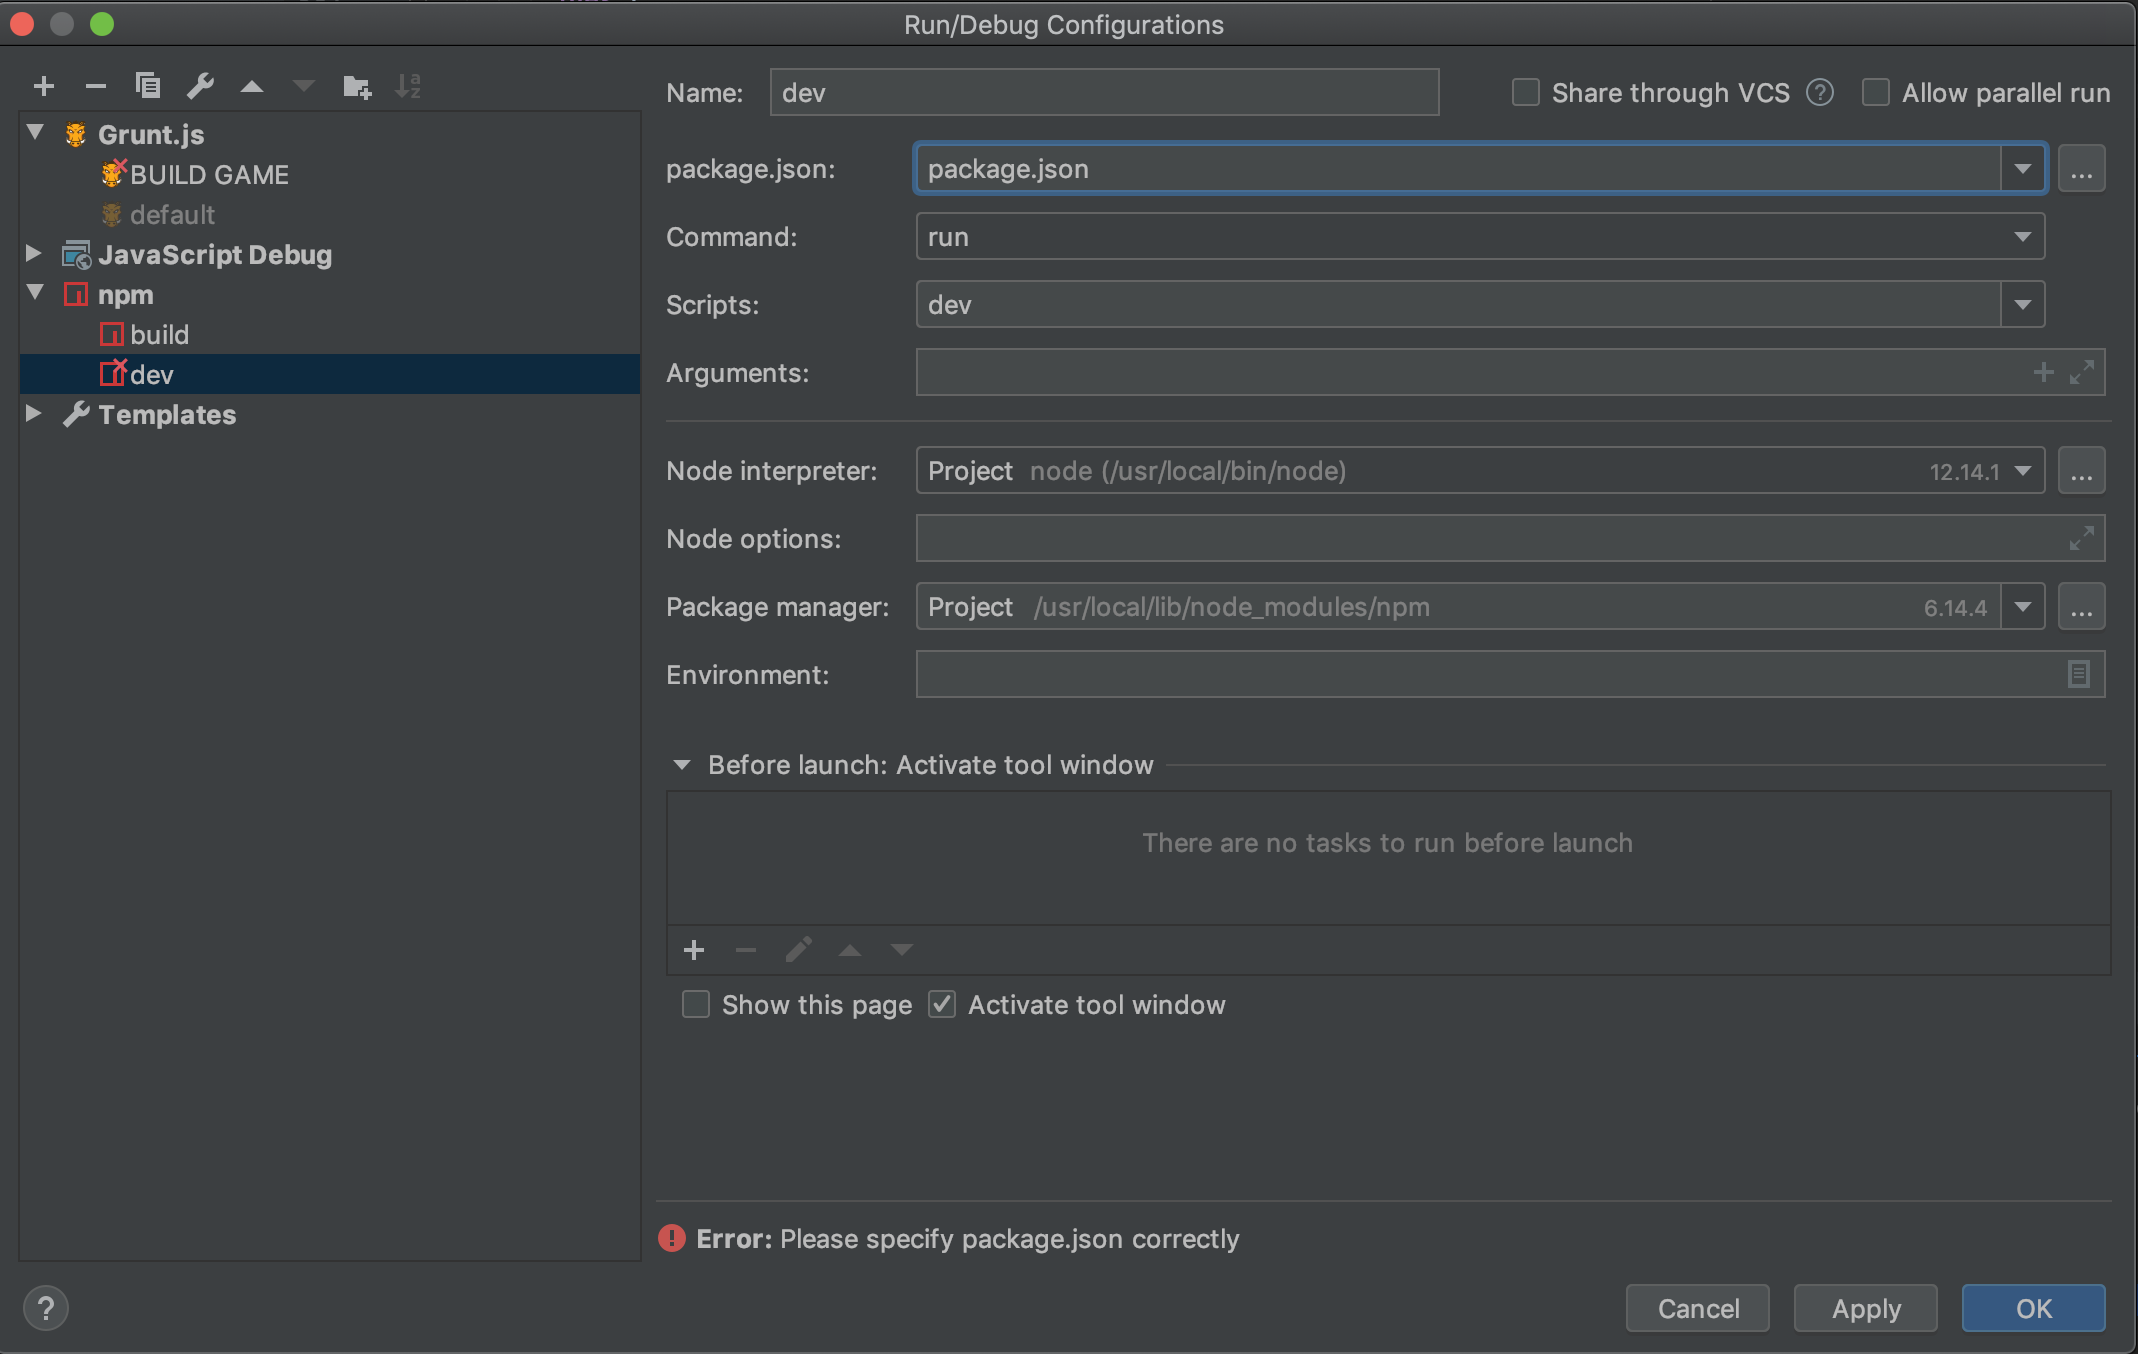 Run/Debug Configurations
Name: dev Share through VCS ? Allow parallel run
Grunt.js
BUILD GAME
default
JavaScript Debug
npm
build
dev
Templates
package.json: package.json ...
Command: run
Scripts: dev
Arguments:
Node interpreter: Project node (/usr/local/bin/node) 12.14.1 ...
Node options:
Package manager: Project /usr/local/lib/node_modules/npm 6.14.4 ...
Environment:
Before launch: Activate tool window
There are no tasks to run before launch
Show this page Activate tool window
Error: Please specify package.json correctly
? Cancel Apply OK